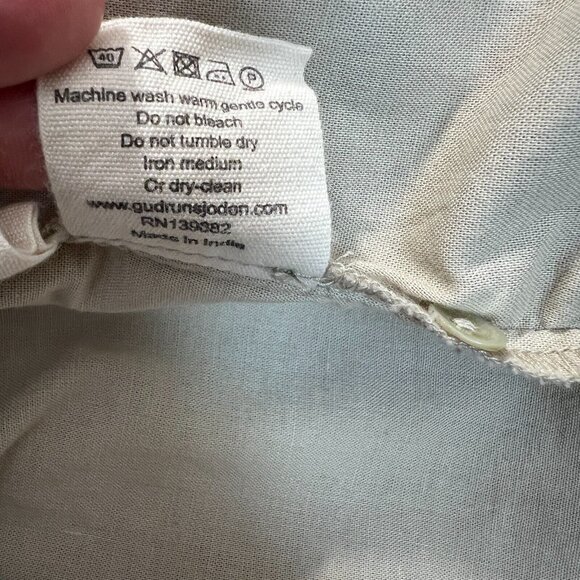 40 P
Machine wash warm gentle cycle
Do not bleach
Do not tumble dry
Iron medium
Or dry-clean
www.gudrunsjoden.com
RN139382
Made in India